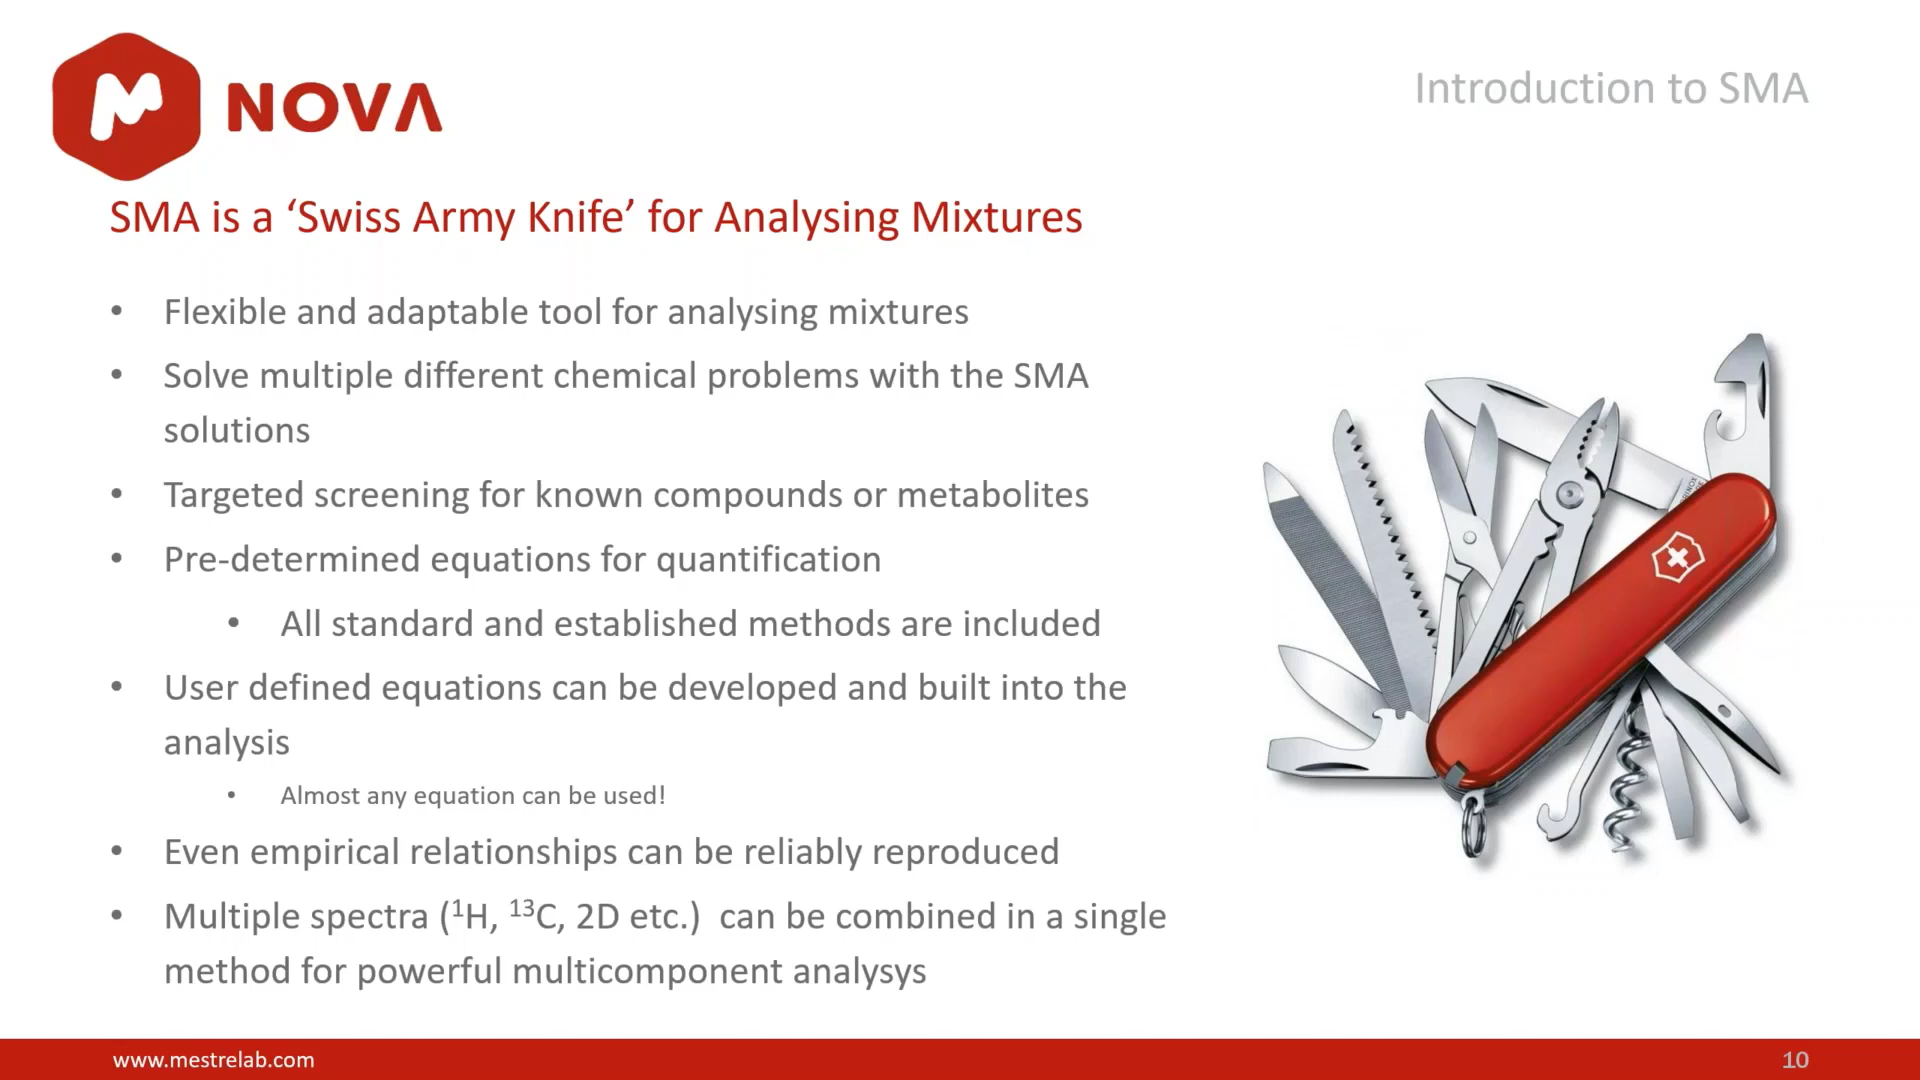 NOVA
Introduction to SMA
SMA is a ‘Swiss Army Knife’ for Analysing Mixtures
• Flexible and adaptable tool for analysing mixtures
• Solve multiple different chemical problems with the SMA
solutions
• Targeted screening for known compounds or metabolites
• Pre-determined equations for quantification
• All standard and established methods are included
• User defined equations can be developed and built into the
analysis
• Almost any equation can be used!
• Even empirical relationships can be reliably reproduced
• Multiple spectra (¹H, ¹³C, 2D etc.)  can be combined in a single
method for powerful multicomponent analysys
www.mestrelab.com
10